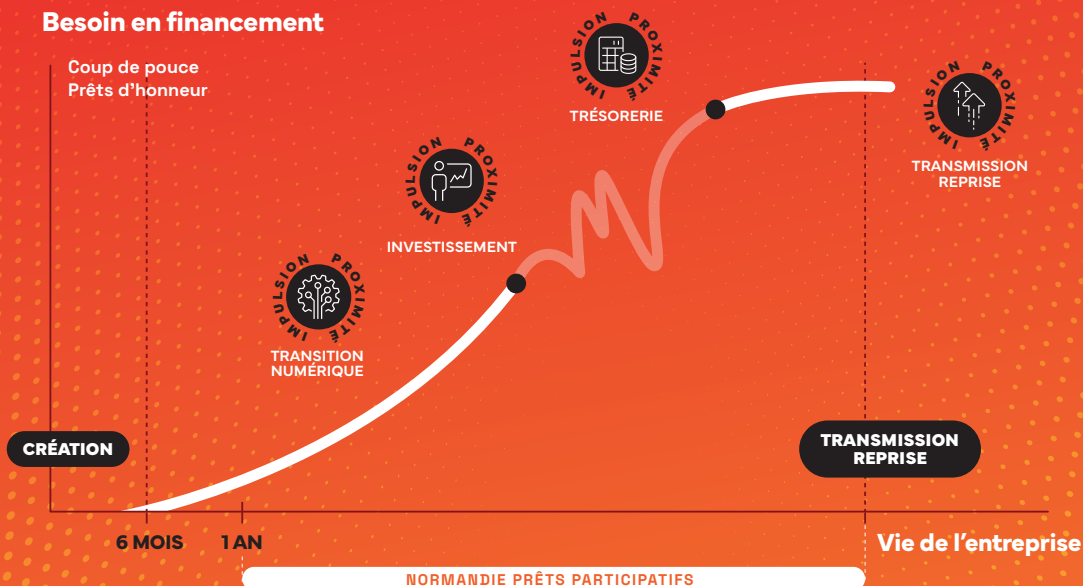 Besoin en financement
Coup de pouce
Prêts d'honneur
IMPULSION PROXIMITÉ
TRÉSORERIE
IMPULSION PROXIMITÉ
TRANSMISSION
REPRISE
IMPULSION PROXIMITÉ
INVESTISSEMENT
IMPULSION PROXIMITÉ
TRANSITION
NUMÉRIQUE
CRÉATION
TRANSMISSION
REPRISE
6 MOIS
1 AN
Vie de l'entreprise
NORMANDIE PRÊTS PARTICIPATIFS